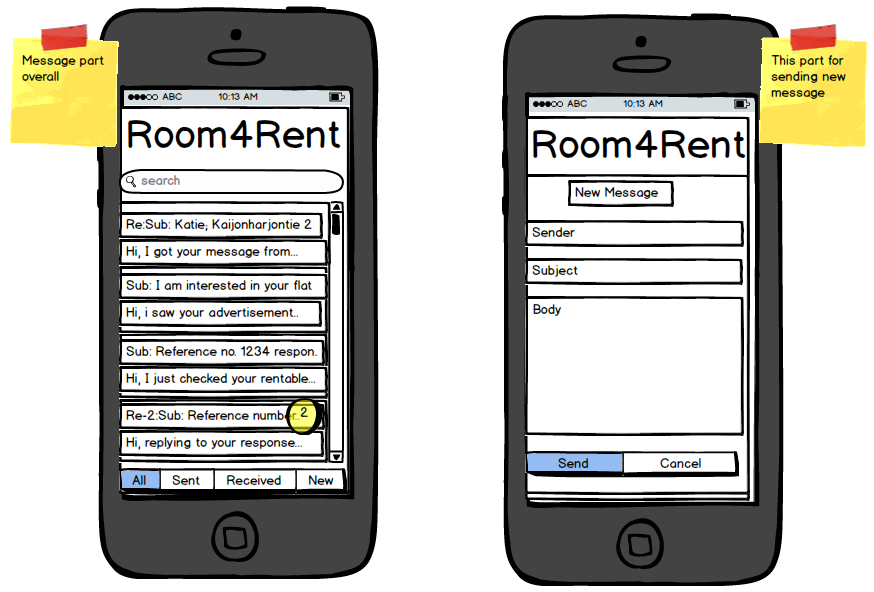 Message part
overall
ABC 10:13 AM
Room4Rent
search
Re:Sub: Katie, Kaijonharjontie 2
Hi, I got your message from...
Sub: I am interested in your flat
Hi, i saw your advertisement..
Sub: Reference no. 1234 respon.
Hi, I just checked your rentable...
Re-2:Sub: Reference number..
2
Hi, replying to your response...
All Sent Received New
This part for
sending new
message
ABC 10:13 AM
Room4Rent
New Message
Sender
Subject
Body
Send Cancel